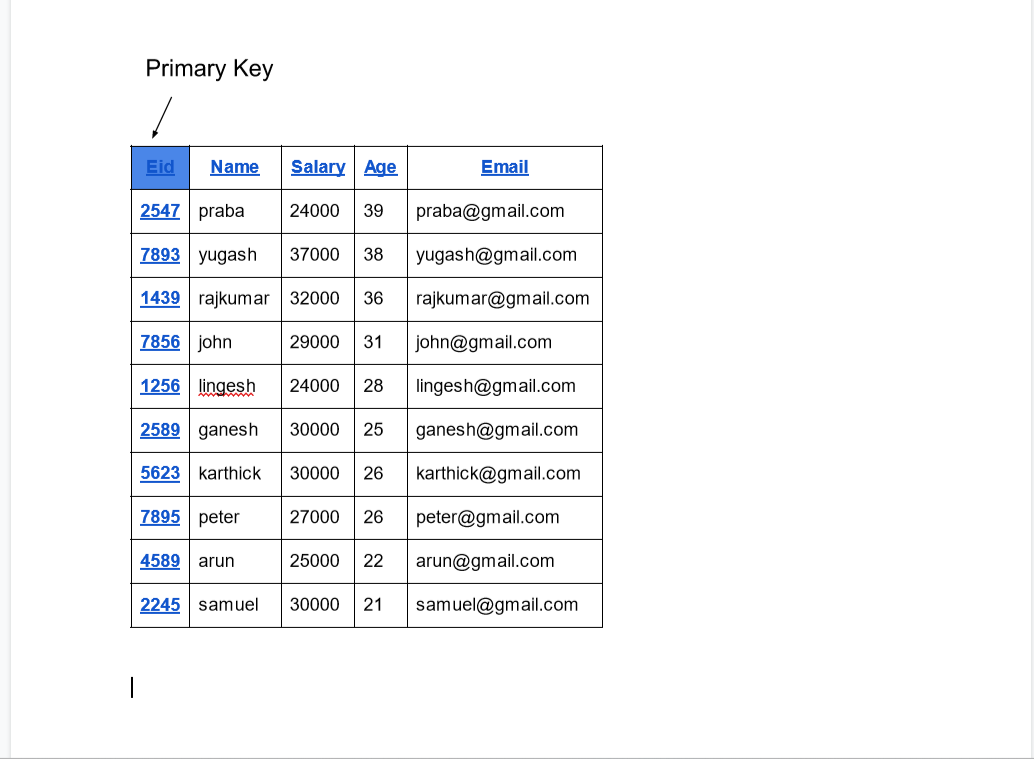 Primary Key
Eid Name Salary Age Email
2547 praba 24000 39 praba@gmail.com
7893 yugash 37000 38 yugash@gmail.com
1439 rajkumar 32000 36 rajkumar@gmail.com
7856 john 29000 31 john@gmail.com
1256 lingesh 24000 28 lingesh@gmail.com
2589 ganesh 30000 25 ganesh@gmail.com
5623 karthick 30000 26 karthick@gmail.com
7895 peter 27000 26 peter@gmail.com
4589 arun 25000 22 arun@gmail.com
2245 samuel 30000 21 samuel@gmail.com